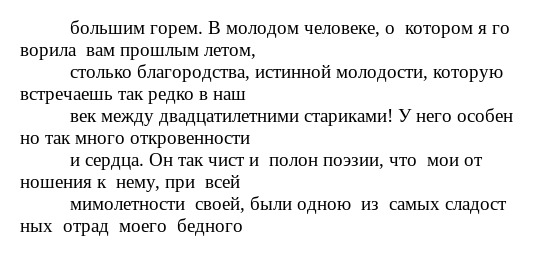 большим горем. В молодом человеке, о котором я го
ворила вам прошлым летом,
столько благородства, истинной молодости, которую
встречаешь так редко в наш
век между двадцатилетними стариками! У него особен
но так много откровенности
и сердца. Он так чист и полон поэзии, что мои от
ношения к нему, при всей
мимолетности своей, были одною из самых сладост
ных отрад моего бедного